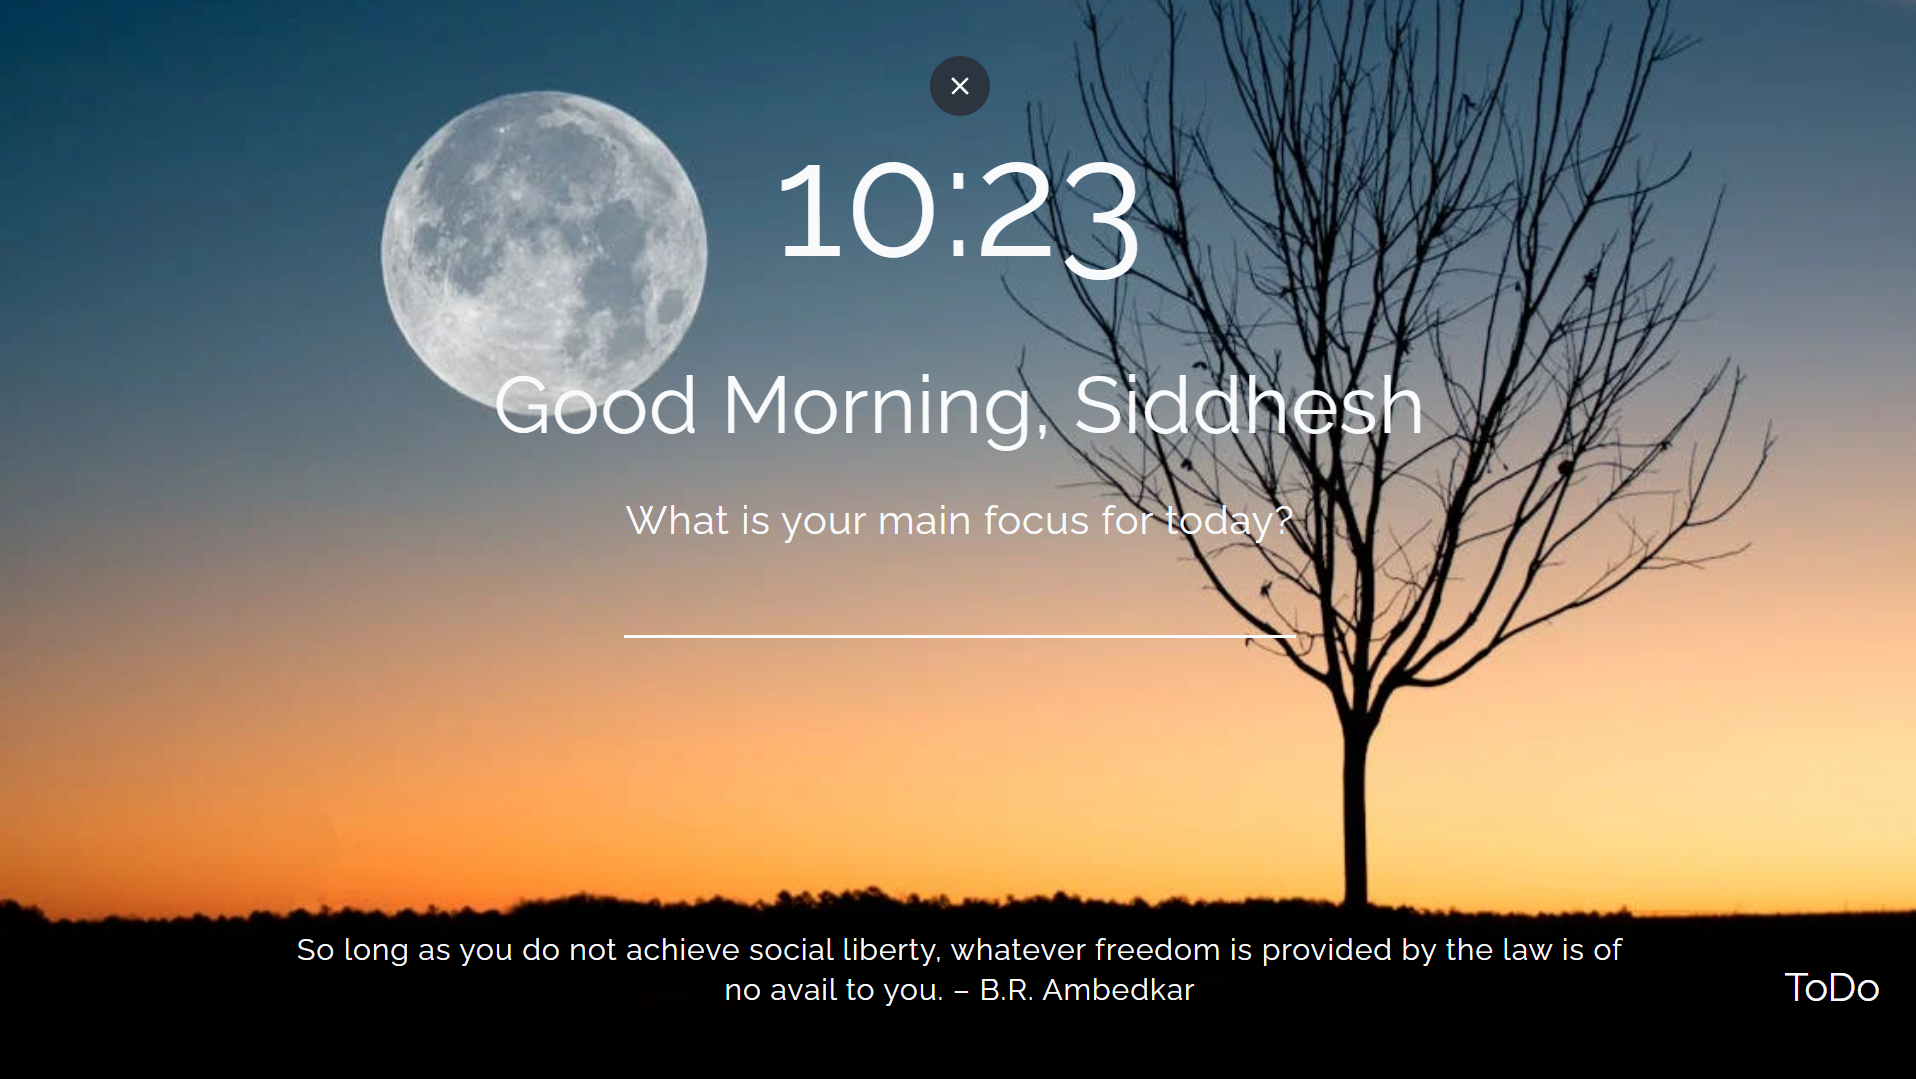 10:23
Good Morning, Siddhesh
What is your main focus for today?
So long as you do not achieve social liberty, whatever freedom is provided by the law is of
no avail to you. – B.R. Ambedkar
ToDo